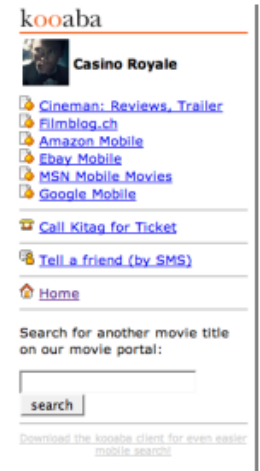 kooaba
Casino Royale
Cineman: Reviews, Trailer
Filmblog.ch
Amazon Mobile
Ebay Mobile
MSN Mobile Movies
Google Mobile
Call Kitag for Ticket
Tell a friend (by SMS)
Home
Search for another movie title
on our movie portal:
search
Download the kooaba client for even easier
mobile search!